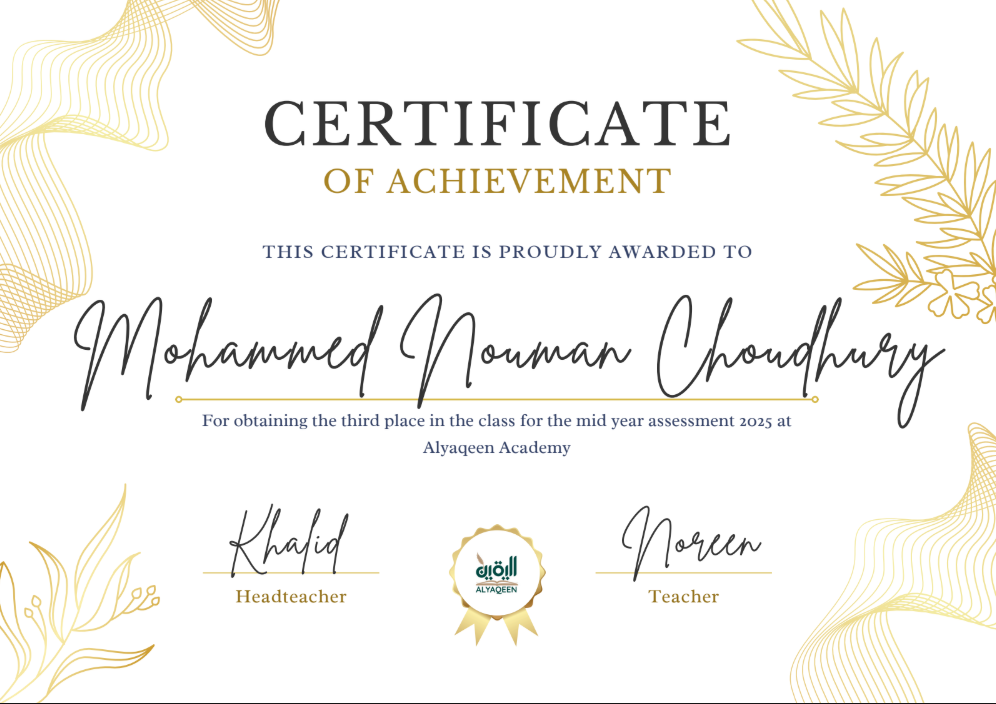 CERTIFICATE
OF ACHIEVEMENT
THIS CERTIFICATE IS PROUDLY AWARDED TO
Mohammed Nouman Choudhury
For obtaining the third place in the class for the mid year assessment 2025 at
Alyaqeen Academy
Khalid
Headteacher
اليقين
ALYAQEEN
Noreen
Teacher